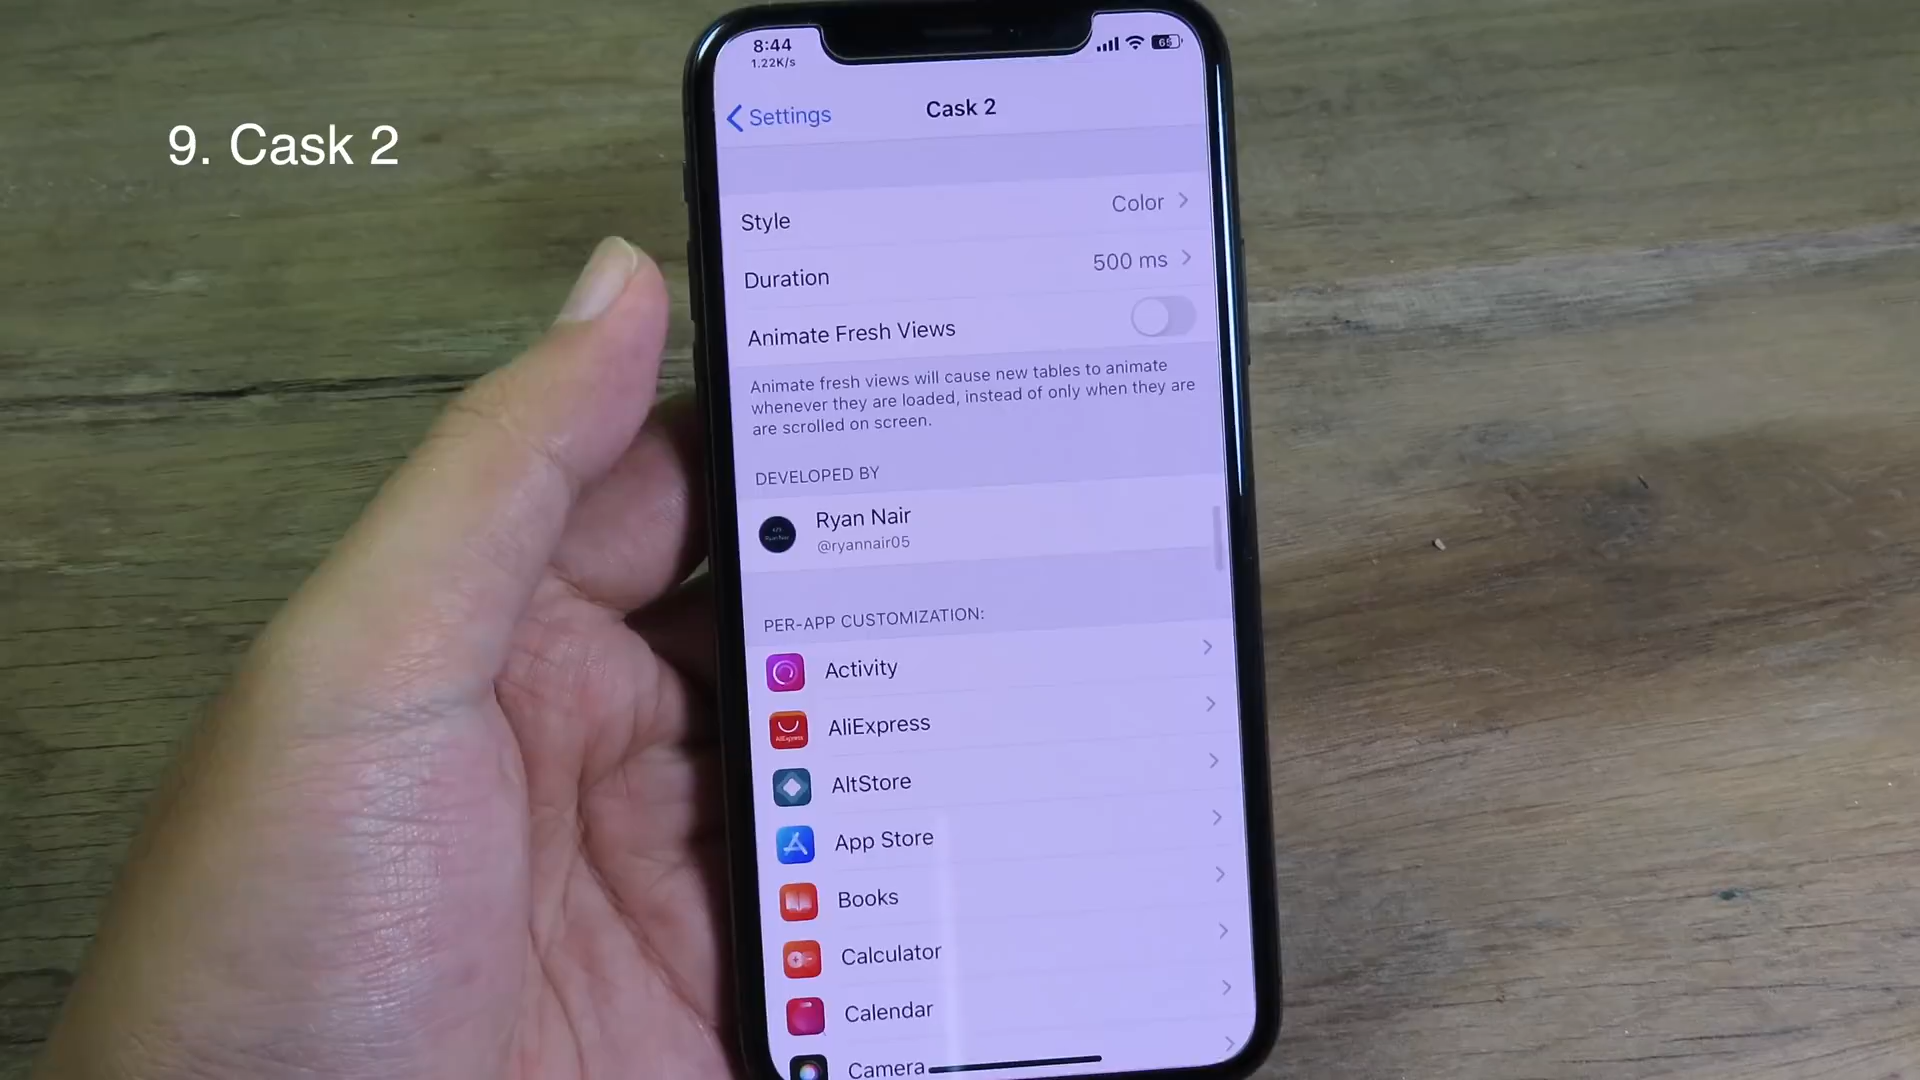 9. Cask 2
8:44
1.22K/s
Settings
Cask 2
Style
Color
Duration
500 ms
Animate Fresh Views
Animate fresh views will cause new tables to animate
whenever they are loaded, instead of only when they are
are scrolled on screen.
DEVELOPED BY
Ryan Nair
@ryannair05
PER-APP CUSTOMIZATION:
Activity
AliExpress
AliExpress
AltStore
App Store
Books
Calculator
Calendar
Camera